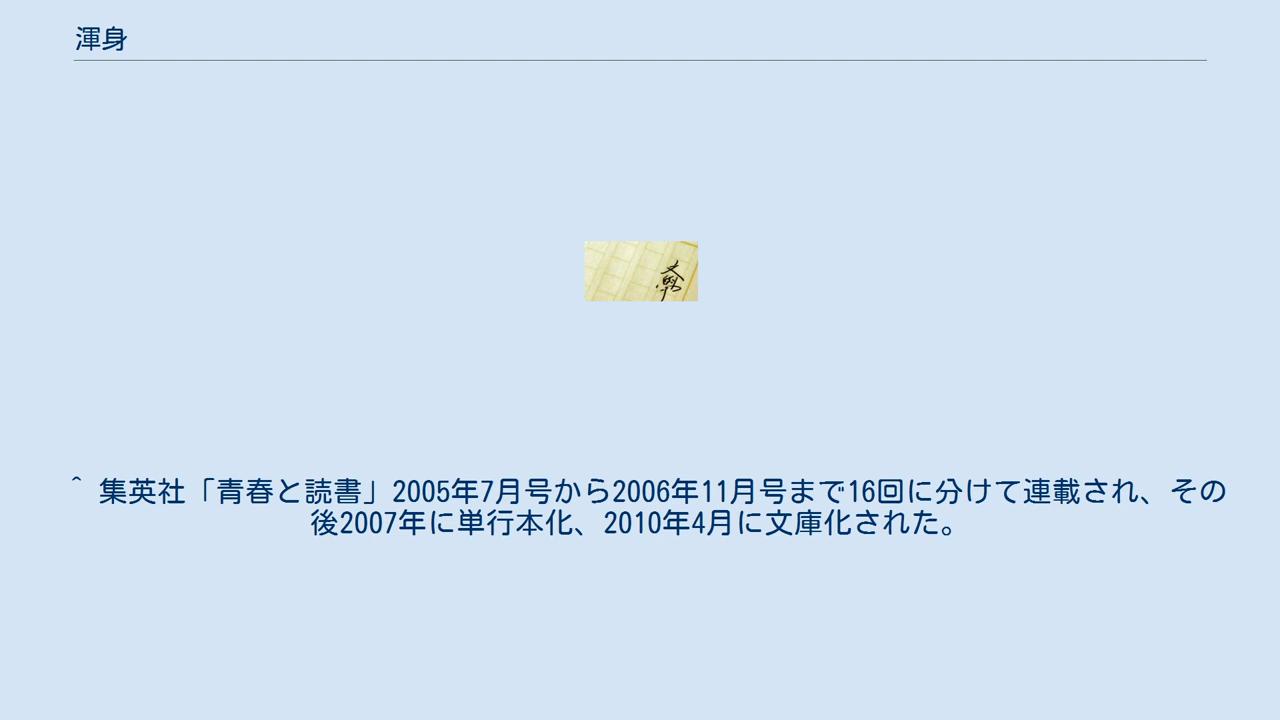 渾身
^ 集英社「青春と読書」2005年7月号から2006年11月号まで16回に分けて連載され、その
後2007年に単行本化、2010年4月に文庫化された。